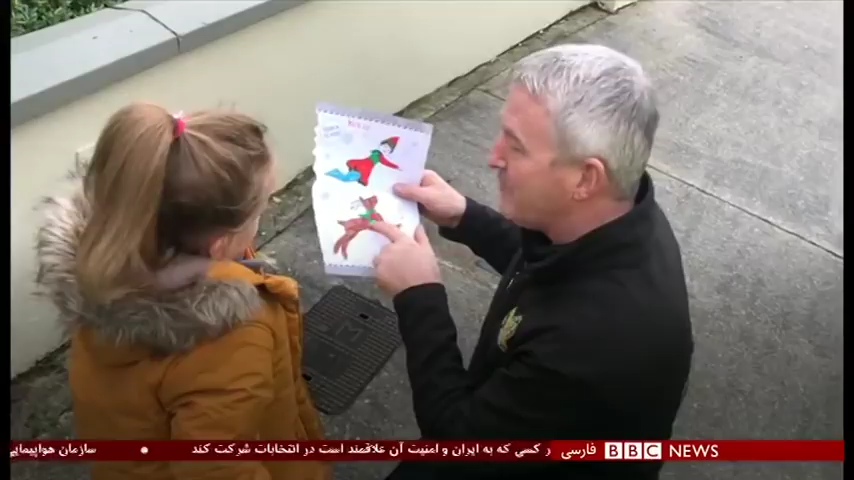 سازمان هواپیمایی • ر کسی که به ایران و امنیت آن علاقمند است، در انتخابات شرکت کند
فارسی BBC NEWS